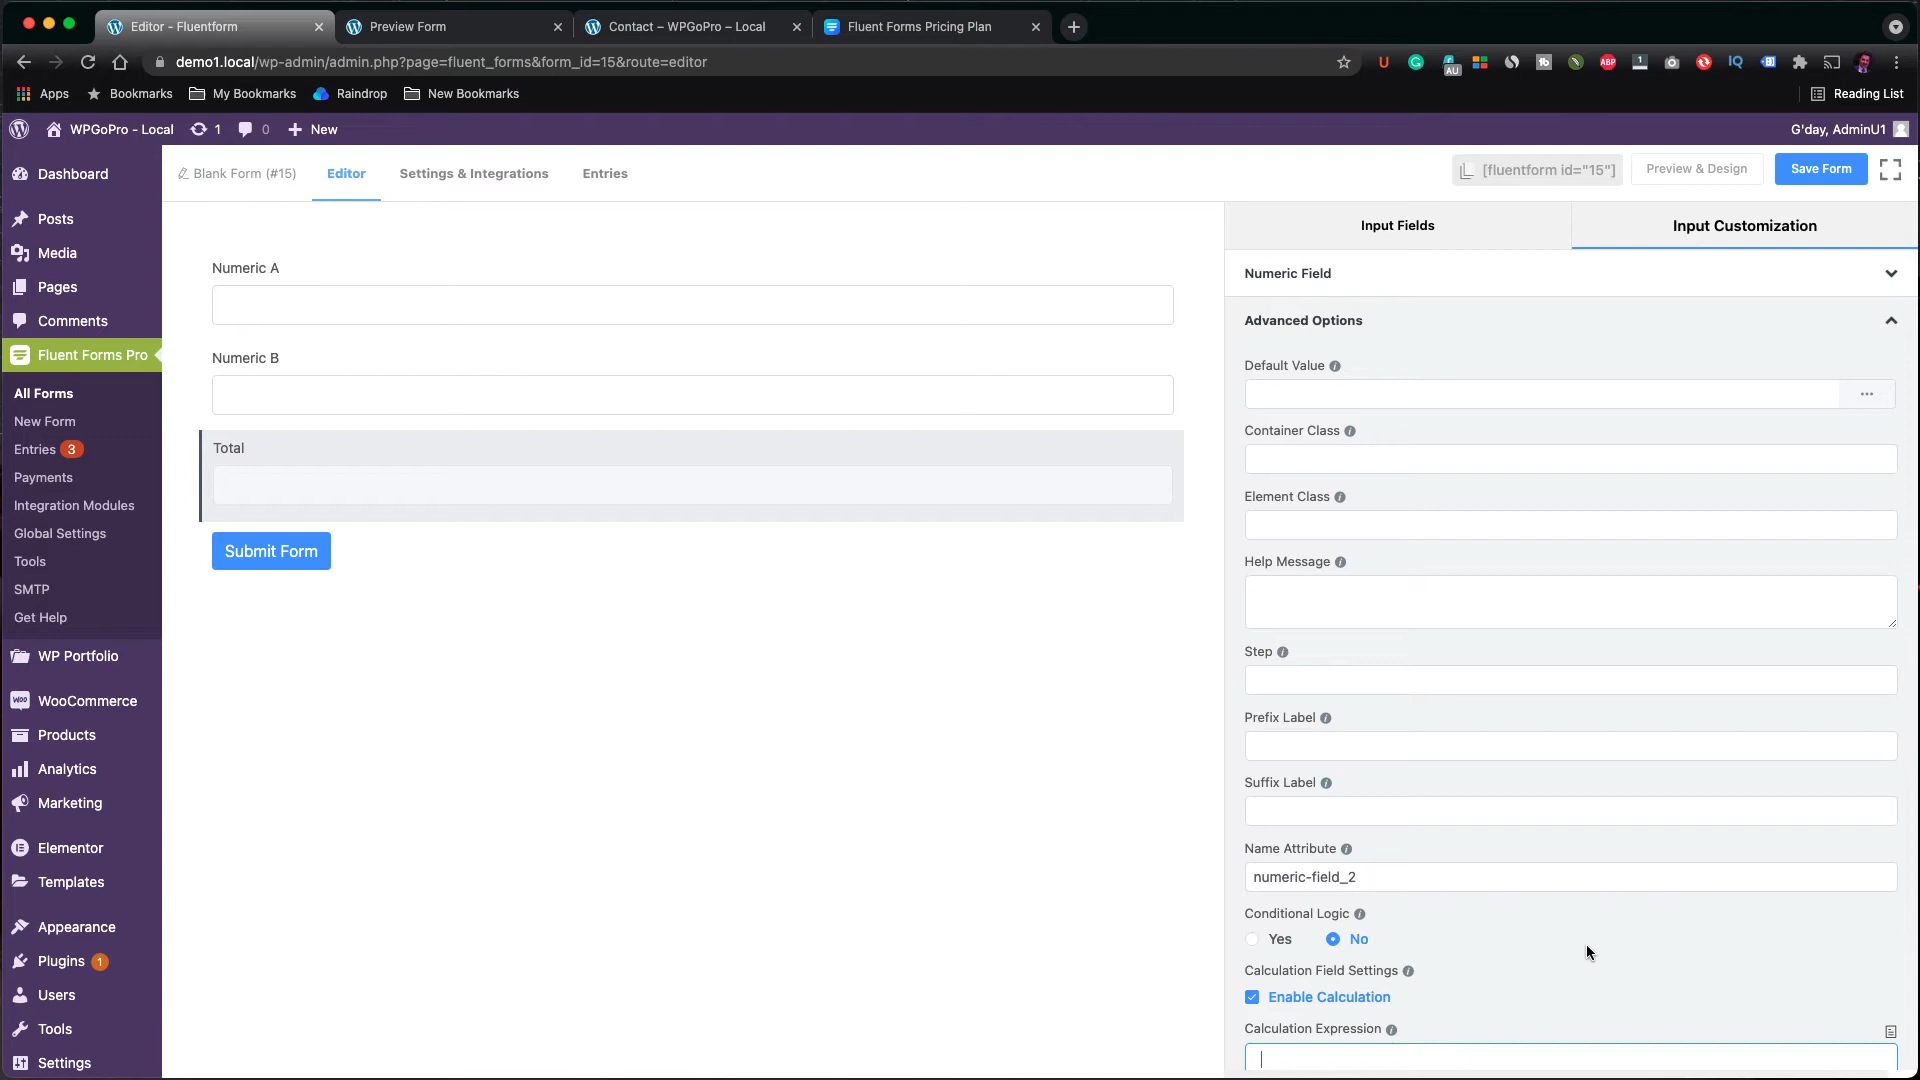 Editor - Fluentform
Preview Form
Contact – WPGoPro – Local
Fluent Forms Pricing Plan
demo1.local/wp-admin/admin.php?page=fluent_forms&form_id=15&route=editor
U
AU
ABP
1
IQ
Apps
Bookmarks
My Bookmarks
Raindrop
New Bookmarks
Reading List
WPGoPro - Local
1
0
New
G'day, AdminU1
Dashboard
Posts
Media
Pages
Comments
Fluent Forms Pro
All Forms
New Form
Entries 3
Payments
Integration Modules
Global Settings
Tools
SMTP
Get Help
WP Portfolio
WooCommerce
Products
Analytics
Marketing
Elementor
Templates
Appearance
Plugins 1
Users
Tools
Settings
Blank Form (#15)
Editor
Settings & Integrations
Entries
[fluentform id="15"]
Preview & Design
Save Form
Numeric A
Numeric B
Total
Submit Form
Input Fields
Input Customization
Numeric Field
Advanced Options
Default Value
...
Container Class
Element Class
Help Message
Step
Prefix Label
Suffix Label
Name Attribute
numeric-field_2
Conditional Logic
Yes No
Calculation Field Settings
Enable Calculation
Calculation Expression